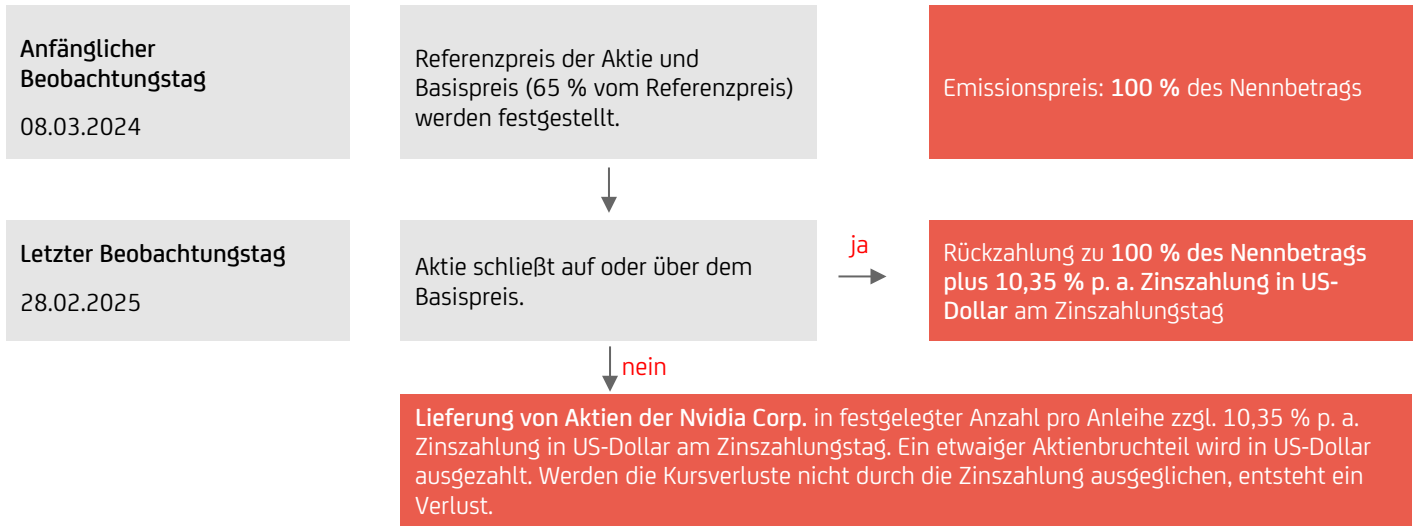 Anfänglicher
Beobachtungstag
08.03.2024
Referenzpreis der Aktie und
Basispreis (65 % vom Referenzpreis)
werden festgestellt.
Emissionspreis: 100 % des Nennbetrags
Letzter Beobachtungstag
28.02.2025
Aktie schließt auf oder über dem
Basispreis.
ja
Rückzahlung zu 100 % des Nennbetrags
plus 10,35 % p. a. Zinszahlung in US-
Dollar am Zinszahlungstag
nein
Lieferung von Aktien der Nvidia Corp. in festgelegter Anzahl pro Anleihe zzgl. 10,35 % p. a.
Zinszahlung in US-Dollar am Zinszahlungstag. Ein etwaiger Aktienbruchteil wird in US-Dollar
ausgezahlt. Werden die Kursverluste nicht durch die Zinszahlung ausgeglichen, entsteht ein
Verlust.